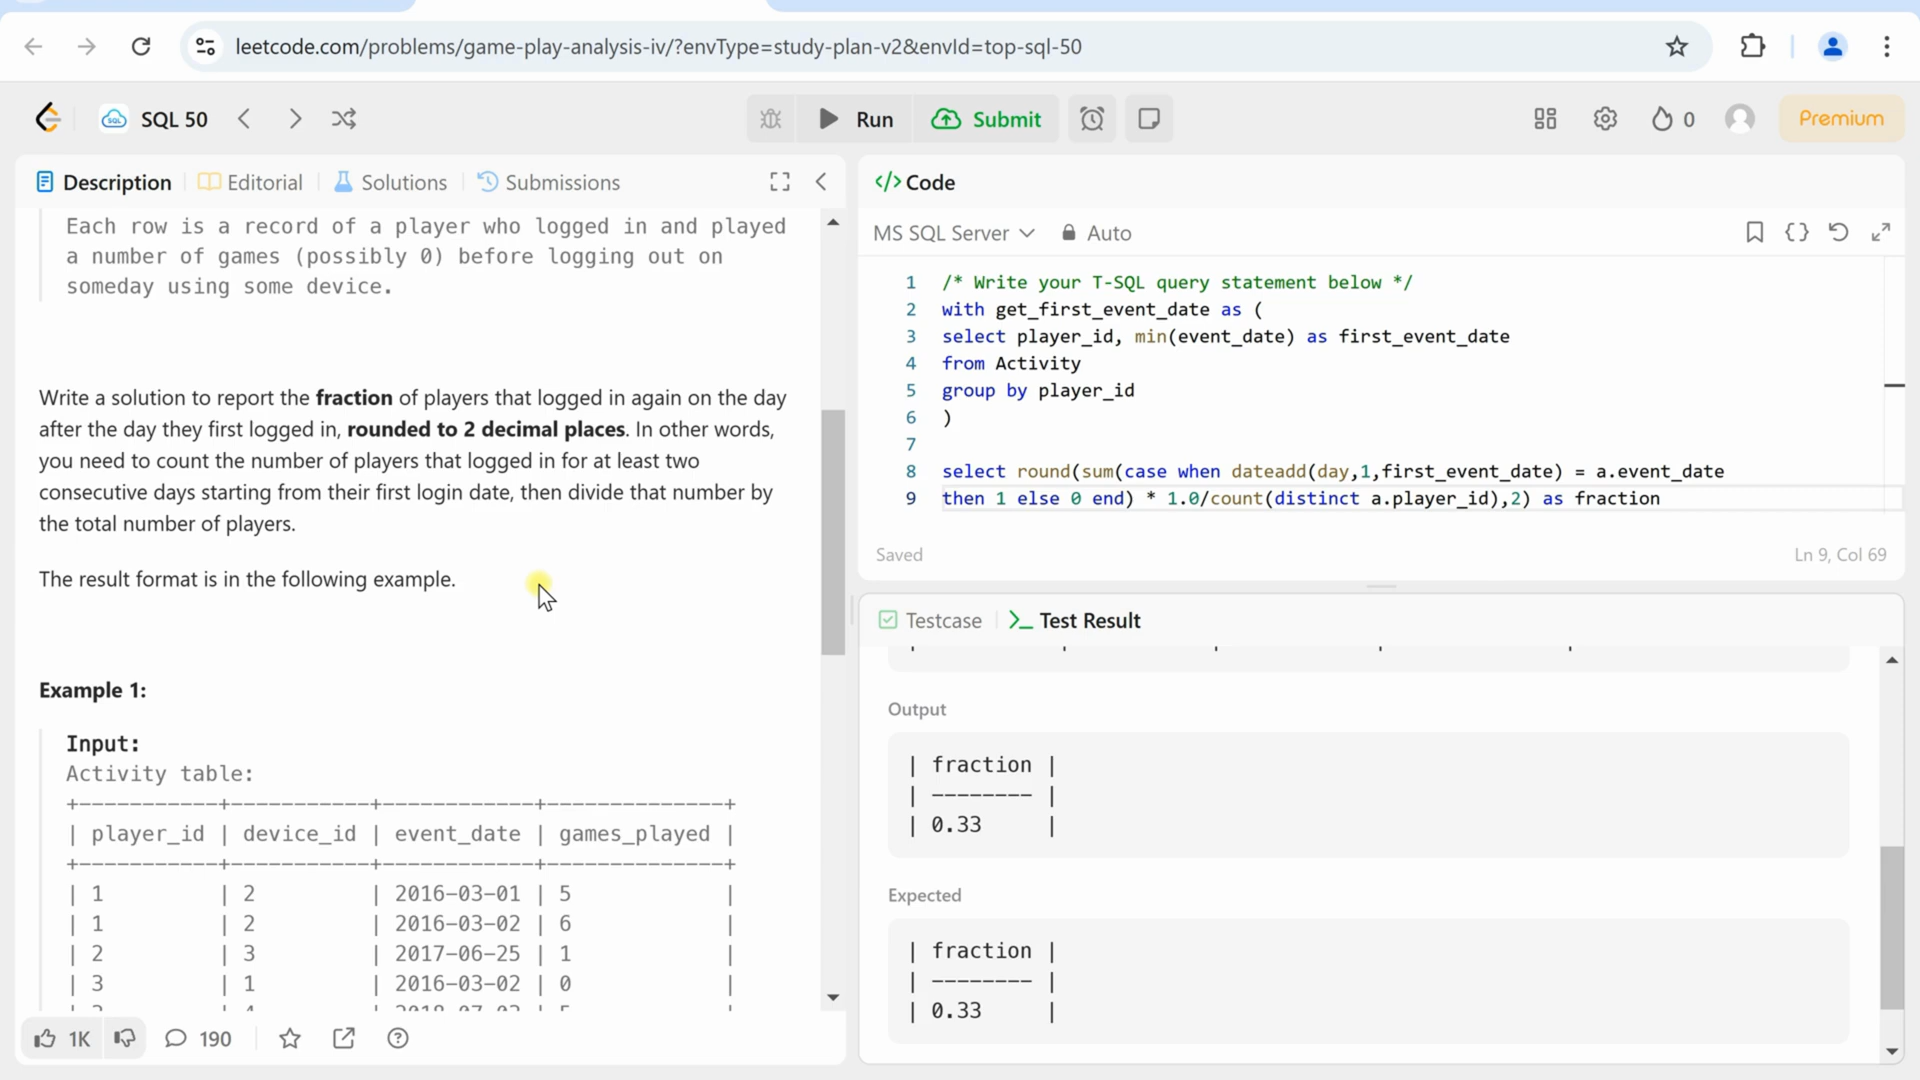 leetcode.com/problems/game-play-analysis-iv/?envType=study-plan-v2&envId=top-sql-50
SQL 50
Run
Submit
0
Premium
Description
Editorial
Solutions
Submissions
Each row is a record of a player who logged in and played
a number of games (possibly 0) before logging out on
someday using some device.
Write a solution to report the fraction of players that logged in again on the day
after the day they first logged in, rounded to 2 decimal places. In other words,
you need to count the number of players that logged in for at least two
consecutive days starting from their first login date, then divide that number by
the total number of players.
The result format is in the following example.
Example 1:
Input:
Activity table:
+-----------+-----------+------------+--------------+
| player_id | device_id | event_date | games_played |
+-----------+-----------+------------+--------------+
| 1 | 2 | 2016-03-01 | 5 |
| 1 | 2 | 2016-03-02 | 6 |
| 2 | 3 | 2017-06-25 | 1 |
| 3 | 1 | 2016-03-02 | 0 |
1K
190
</> Code
MS SQL Server
Auto
1 /* Write your T-SQL query statement below */
2 with get_first_event_date as (
3 select player_id, min(event_date) as first_event_date
4 from Activity
5 group by player_id
6 )
7
8 select round(sum(case when dateadd(day,1,first_event_date) = a.event_date
9 then 1 else 0 end) * 1.0/count(distinct a.player_id),2) as fraction
Saved
Ln 9, Col 69
Testcase
>_ Test Result
Output
| fraction |
| -------- |
| 0.33 |
Expected
| fraction |
| -------- |
| 0.33 |